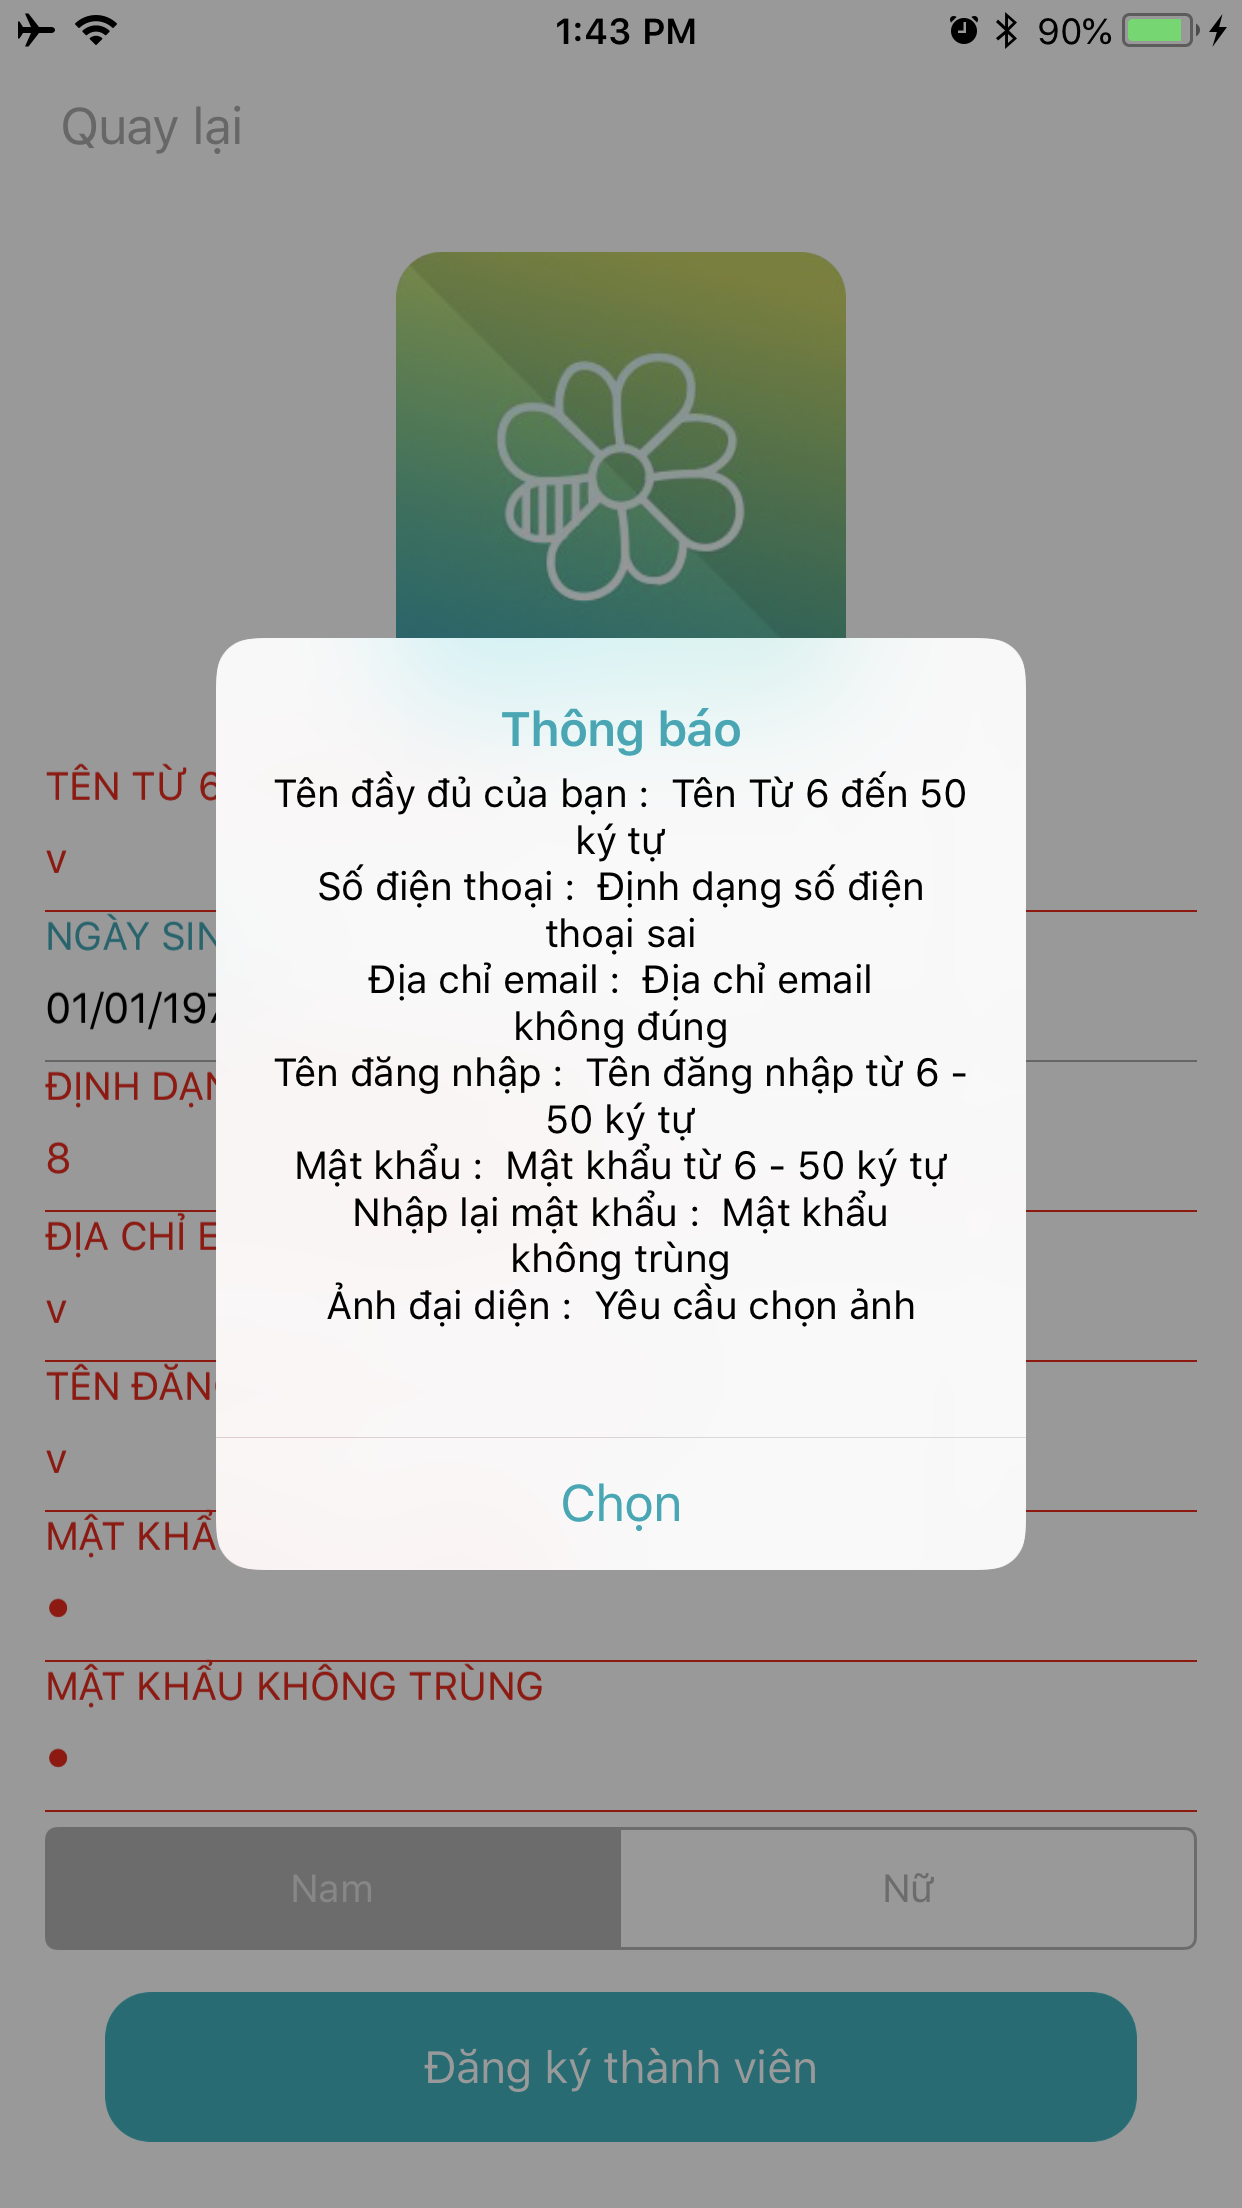 1:43 PM
90%
Quay lại
Thông báo
Tên đầy đủ của bạn :  Tên Từ 6 đến 50
ký tự
Số điện thoại :  Định dạng số điện
thoại sai
Địa chỉ email :  Địa chỉ email
không đúng
Tên đăng nhập :  Tên đăng nhập từ 6 -
50 ký tự
Mật khẩu :  Mật khẩu từ 6 - 50 ký tự
Nhập lại mật khẩu :  Mật khẩu
không trùng
Ảnh đại diện :  Yêu cầu chọn ảnh
Chọn
TÊN TỪ 6
v
NGÀY SIN
01/01/197
ĐỊNH DẠN
8
ĐỊA CHỈ E
v
TÊN ĐĂN
v
MẬT KHẨ
•
MẬT KHẨU KHÔNG TRÙNG
•
Nam
Nữ
Đăng ký thành viên